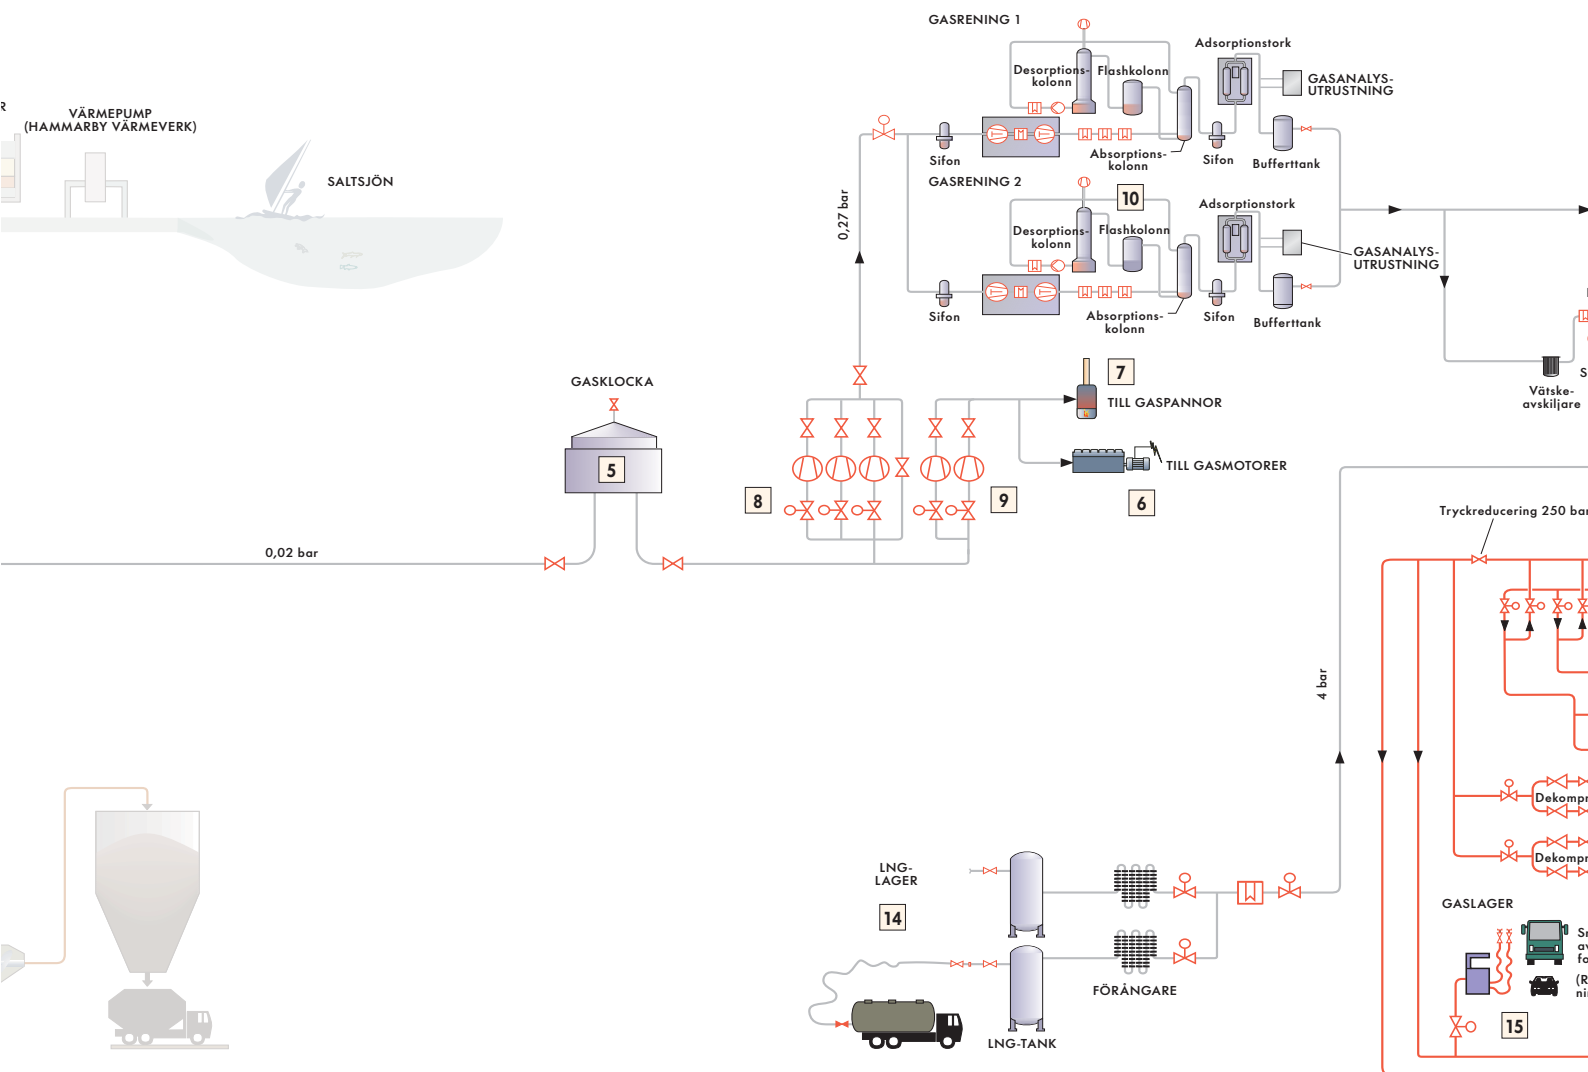 GASRENING 1
Adsorptionstork
Desorptions-
kolonn
Flashkolonn
GASANALYS-
UTRUSTNING
R
VÄRMEPUMP
(HAMMARBY VÄRMEVERK)
M
Sifon
Absorptions-
kolonn
Sifon
Bufferttank
SALTSJÖN
GASRENING 2
10
0,27 bar
Adsorptionstork
Desorptions-
kolonn
Flashkolonn
GASANALYS-
UTRUSTNING
M
Sifon
Absorptions-
kolonn
Sifon
Bufferttank
GASKLOCKA
7
TILL GASPANNOR
Vätske-
avskiljare
S
5
TILL GASMOTORER
8
9
6
Tryckreducering 250 bar
0,02 bar
4 bar
Dekompr
Dekompr
LNG-
LAGER
14
GASLAGER
FÖRÅNGARE
15
LNG-TANK